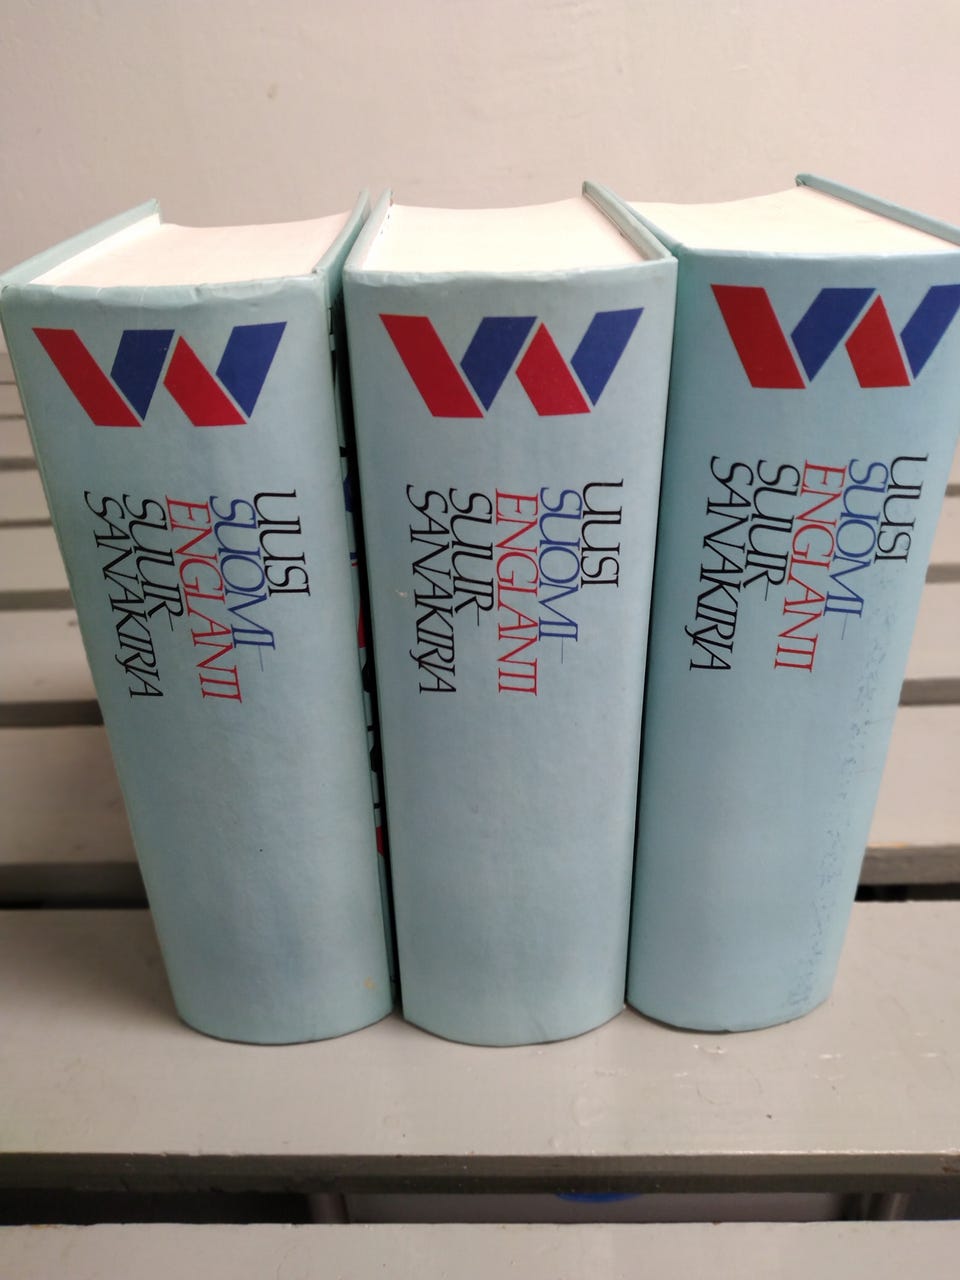 UUSI
SUOMI–
ENGLANTI
SUUR-
SANAKIRJA
UUSI
SUOMI–
ENGLANTI
SUUR-
SANAKIRJA
UUSI
SUOMI–
ENGLANTI
SUUR-
SANAKIRJA